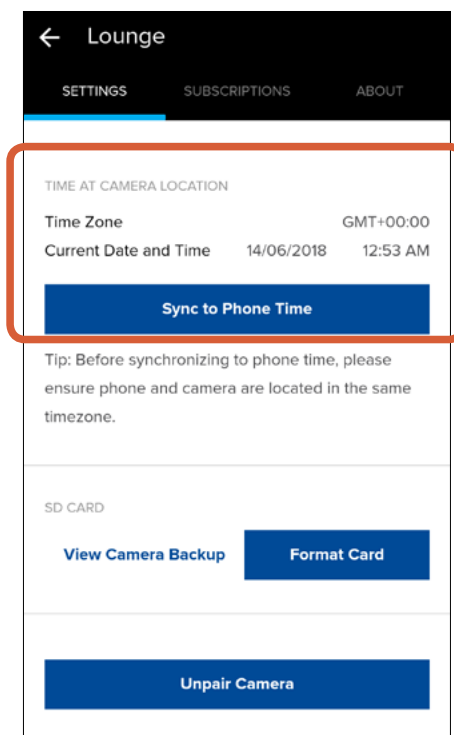 Lounge
SETTINGS SUBSCRIPTIONS ABOUT
TIME AT CAMERA LOCATION
Time Zone GMT+00:00
Current Date and Time 14/06/2018 12:53 AM
Sync to Phone Time
Tip: Before synchronizing to phone time, please
ensure phone and camera are located in the same
timezone.
SD CARD
View Camera Backup Format Card
Unpair Camera